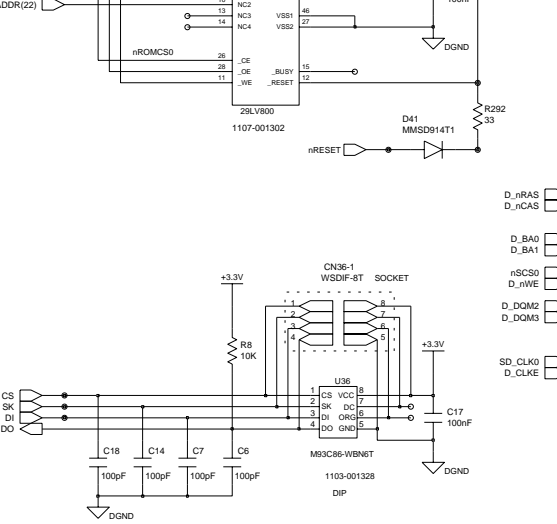 ADDR(22)
NC2
13
NC3
14
NC4
VSS1
46
VSS2
27
DGND
nROMCS0
26
_CE
28
_OE
11
_WE
_BUSY
15
_RESET
12
29LV800
1107-001302
R292
33
D41
MMSD914T1
nRESET
D_nRAS
D_nCAS
D_BA0
D_BA1
nSCS0
D_nWE
D_DQM2
D_DQM3
SD_CLK0
D_CLKE
+3.3V
CN36-1
WSDIF-8T SOCKET
1
2
3
4
8
7
6
5
R8
10K
+3.3V
U36
1 CS VCC 8
2 SK DC 7
3 DI ORG 6
4 DO GND 5
CS
SK
DI
DO
C17
100nF
M93C86-WBN6T
1103-001328
DIP
C18
100pF
C14
100pF
C7
100pF
C6
100pF
DGND
DGND